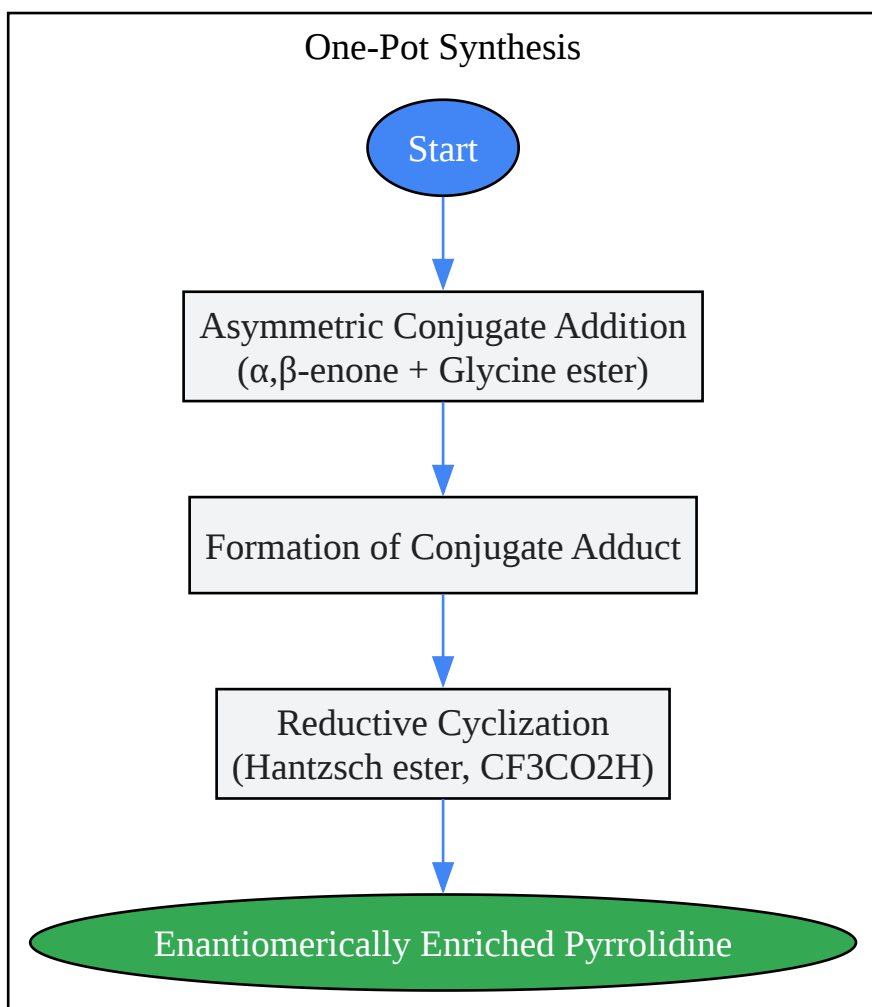 One-Pot Synthesis
Start
Asymmetric Conjugate Addition
(α,β-enone + Glycine ester)
Formation of Conjugate Adduct
Reductive Cyclization
(Hantzsch ester, CF3CO2H)
Enantiomerically Enriched Pyrrolidine